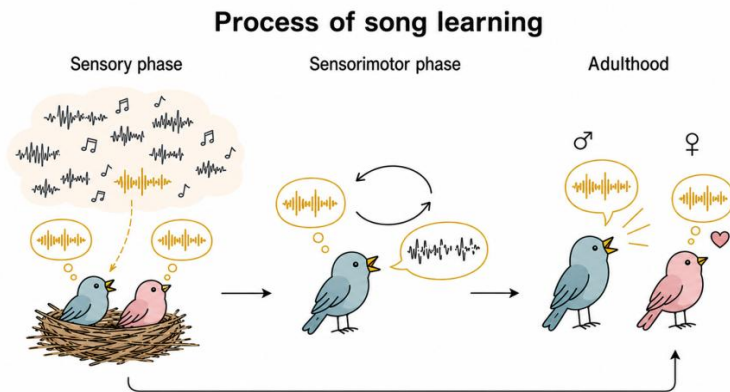 Process of song learning
Sensory phase
Sensorimotor phase
Adulthood
♂
♀